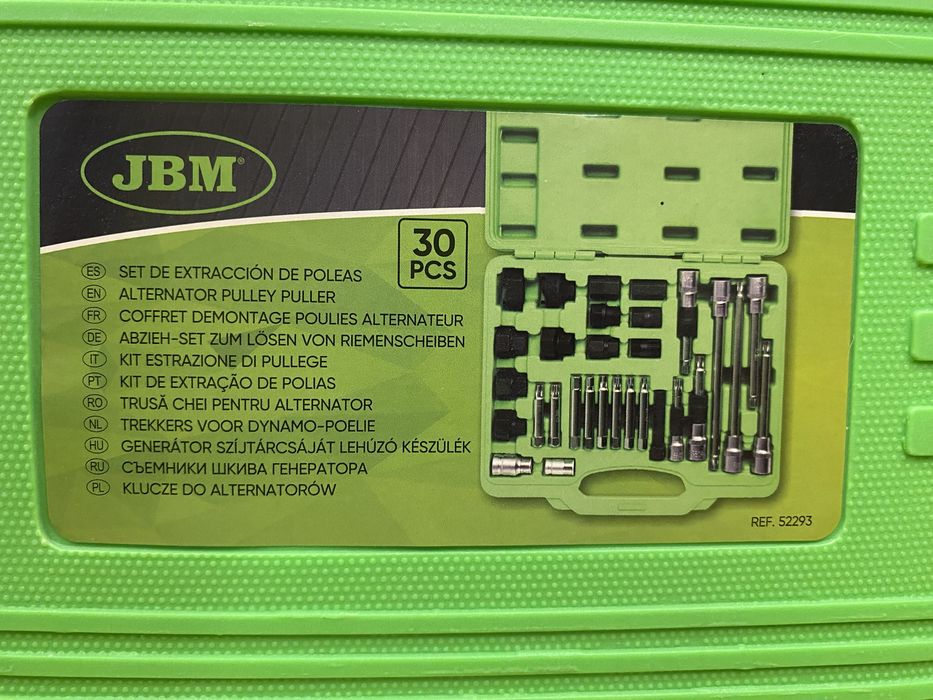 JBM®
30
PCS
ES SET DE EXTRACCIÓN DE POLEAS
EN ALTERNATOR PULLEY PULLER
FR COFFRET DEMONTAGE POULIES ALTERNATEUR
DE ABZIEH-SET ZUM LÖSEN VON RIEMENSCHEIBEN
IT KIT ESTRAZIONE DI PULLEGE
PT KIT DE EXTRAÇÃO DE POLIAS
RO TRUSĂ CHEI PENTRU ALTERNATOR
NL TREKKERS VOOR DYNAMO-POELIE
HU GENERÁTOR SZÍJTÁRCSÁJÁT LEHÚZÓ KÉSZÜLÉK
RU СЪЕМНИКИ ШКИВА ГЕНЕРАТОРА
PL KLUCZE DO ALTERNATORÓW
REF. 52293